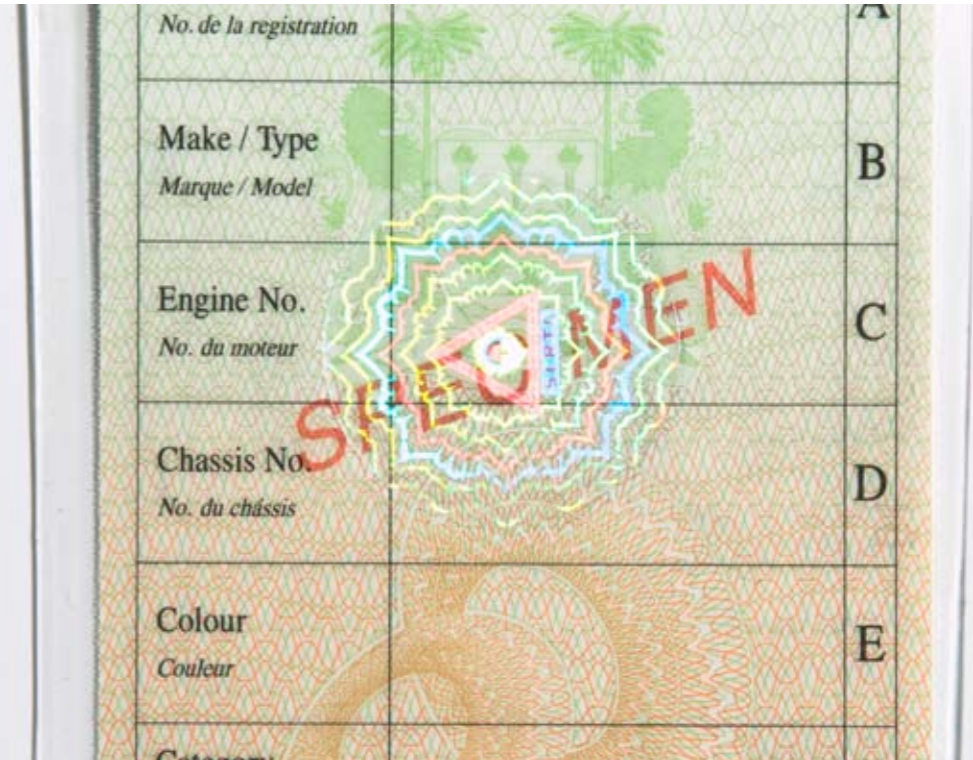 No. de la registration
A
Make / Type
Marque / Model
B
Engine No.
No. du moteur
C
SPECIMEN
Chassis No.
No. du châssis
D
Colour
Couleur
E
Category